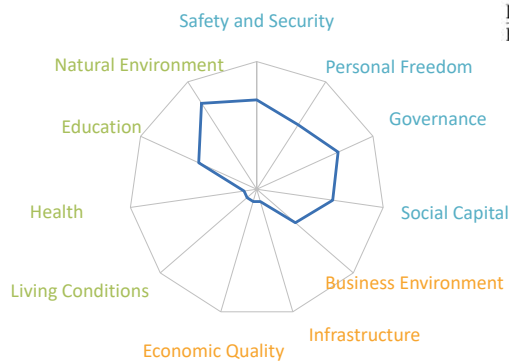 Safety and Security
Natural Environment
Personal Freedom
Education
Governance
Health
Social Capital
Living Conditions
Business Environment
Infrastructure
Economic Quality